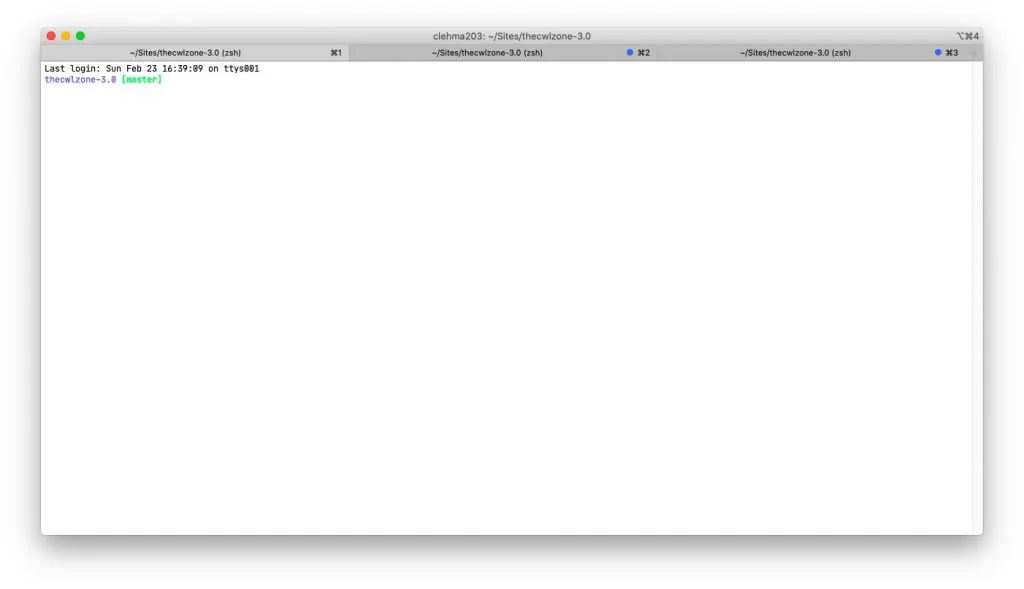 clehma203: ~/Sites/thecwlzone-3.0
⌥⌘4
~/Sites/thecwlzone-3.0 (zsh) ⌘1
~/Sites/thecwlzone-3.0 (zsh) ⌘2
~/Sites/thecwlzone-3.0 (zsh) ⌘3
Last login: Sun Feb 23 16:39:09 on ttys001
thecwlzone-3.0 [master]